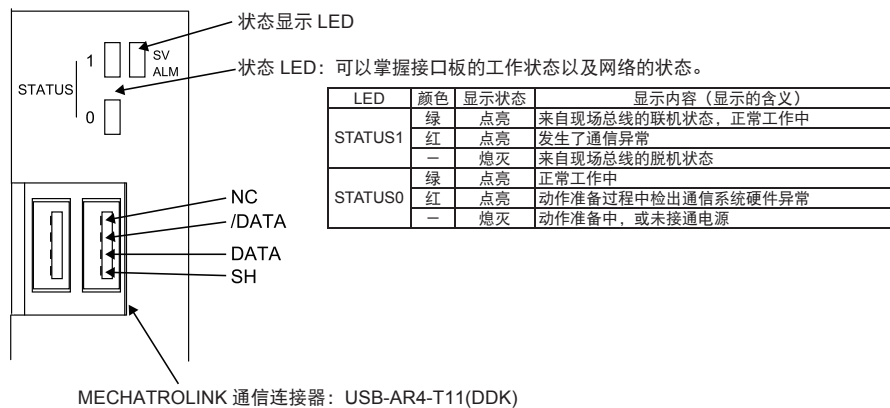 状态显示 LED
1
SV
ALM
STATUS
0
状态 LED：可以掌握接口板的工作状态以及网络的状态。
LED 颜色 显示状态 显示内容（显示的含义）
STATUS1 绿 点亮 来自现场总线的联机状态，正常工作中
红 点亮 发生了通信异常
－ 熄灭 来自现场总线的脱机状态
STATUS0 绿 点亮 正常工作中
红 点亮 动作准备过程中检出通信系统硬件异常
－ 熄灭 动作准备中，或未接通电源
NC
/DATA
DATA
SH
MECHATROLINK 通信连接器：USB-AR4-T11(DDK)